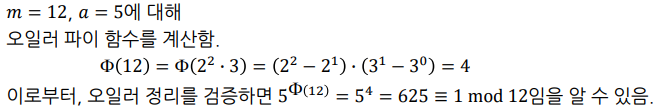 m = 12, a = 5에 대해
오일러 파이 함수를 계산함.
Φ(12) = Φ(2² · 3) = (2² − 2¹) · (3¹ − 3⁰) = 4
이로부터, 오일러 정리를 검증하면 5^Φ(12) = 5⁴ = 625 ≡ 1 mod 12임을 알 수 있음.